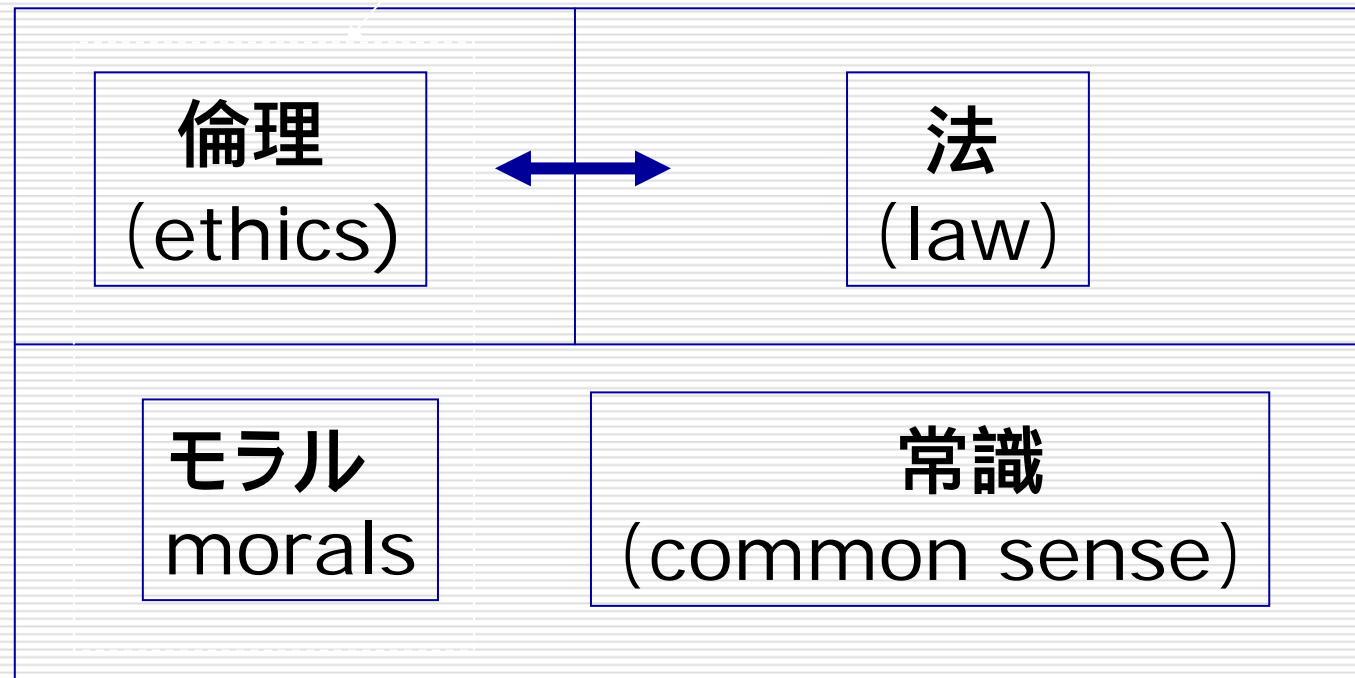 倫理
(ethics)
法
(law)
モラル
morals
常識
(common sense)